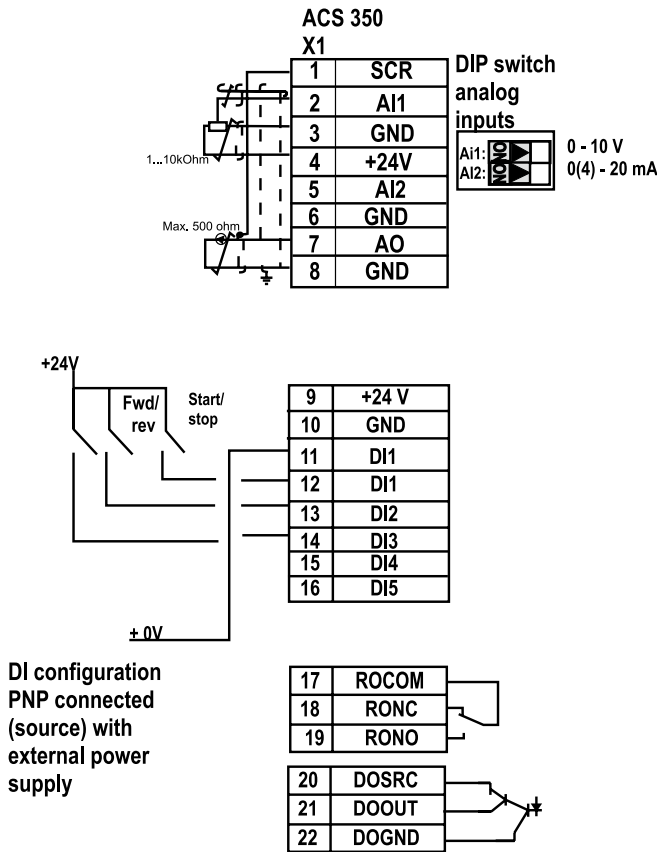 ACS 350
X1
1 SCR
2 AI1
3 GND
4 +24V
5 AI2
6 GND
7 AO
8 GND
DIP switch
analog
inputs
Ai1: NO
AI2: NO
0 - 10 V
0(4) - 20 mA
1...10kOhm
Max. 500 ohm
+24V
Fwd/
rev
Start/
stop
9 +24 V
10 GND
11 DI1
12 DI1
13 DI2
14 DI3
15 DI4
16 DI5
+ 0V
DI configuration
PNP connected
(source) with
external power
supply
17 ROCOM
18 RONC
19 RONO
20 DOSRC
21 DOOUT
22 DOGND